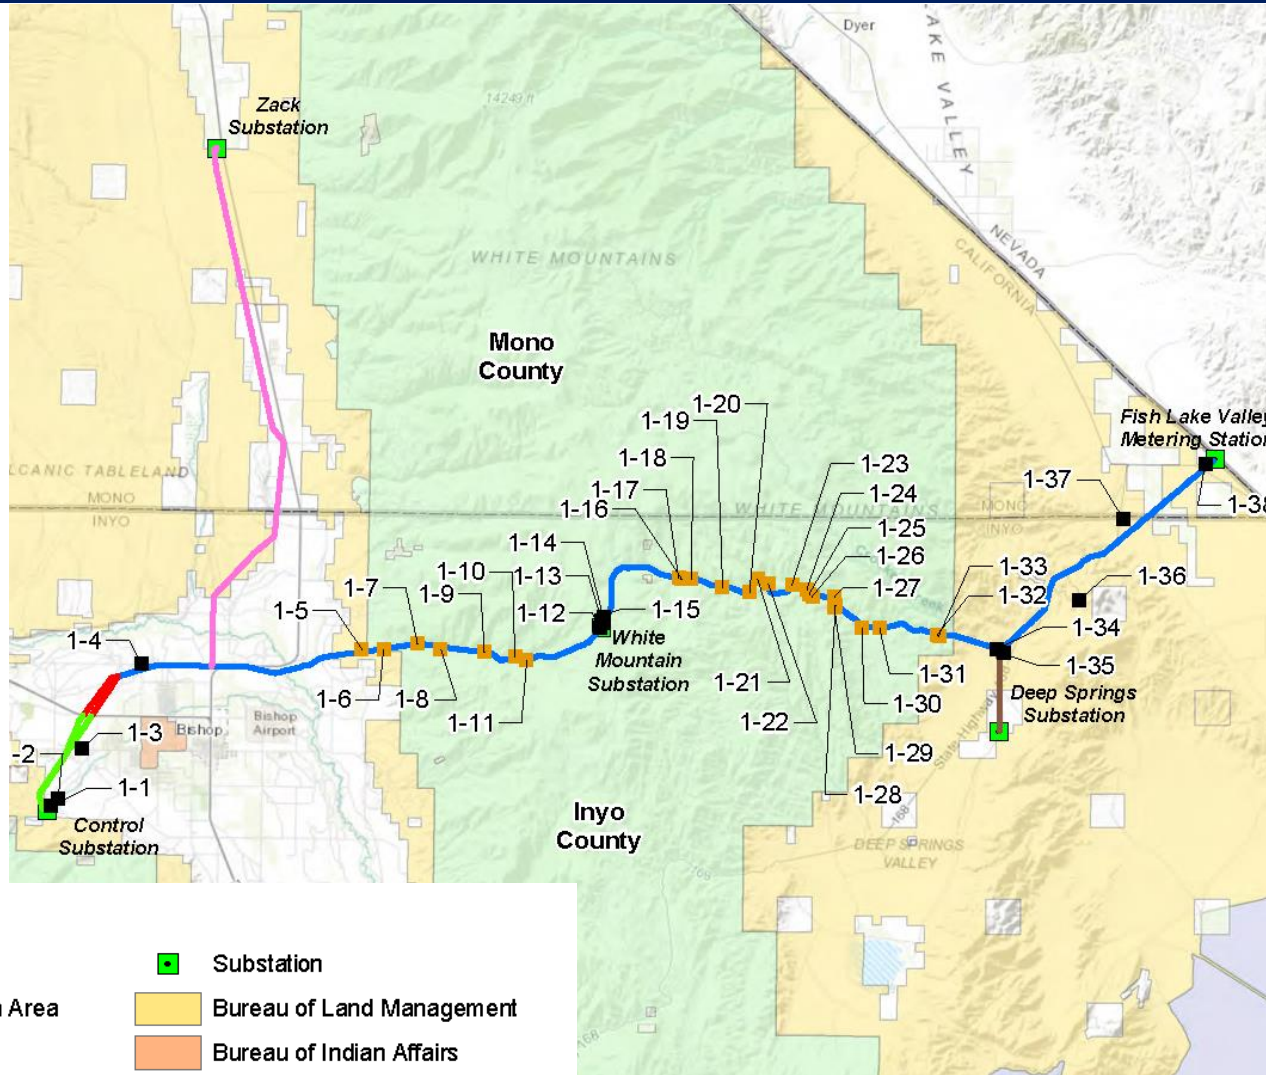 Dyer
LAKE VALLEY
Zack
Substation
14249 ft
NEVADA
CALIFORNIA
WHITE MOUNTAINS
Mono
County
1-20
1-19
Fish Lake Valley
Metering Station
1-18
1-23
VOLCANIC TABLELAND
1-17
1-37
1-24
MONO
INYO
1-16
WHITE MOUNTAINS
MONO
INYO
1-38
1-14
1-25
1-26
1-10
1-13
1-33
1-7
1-9
1-27
1-36
1-5
1-12
1-15
1-32
1-4
White
Mountain
Substation
1-34
1-35
1-6
1-8
1-21
1-31
1-11
1-30
Deep Springs
Substation
1-22
Bishop
Bishop
Airport
1-3
-2
1-29
State Highway
1-1
1-28
168
Control
Substation
Inyo
County
DEEP SPRINGS
VALLEY
168
Substation
n Area
Bureau of Land Management
Bureau of Indian Affairs
168